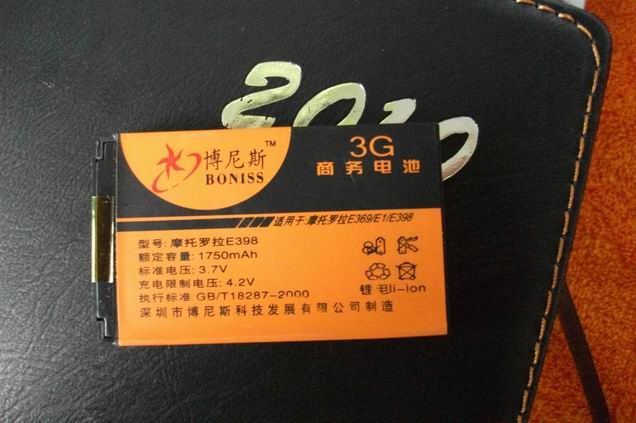 2010
3G
商务电池
博尼斯™
BONISS
适用于:摩托罗拉E369/E1/E398
型号: 摩托罗拉E398
额定容量: 1750mAh
标准电压: 3.7V
充电限制电压: 4.2V
执行标准 GB/T18287-2000
深圳市博尼斯科技发展有限公司制造
锂电li-ion